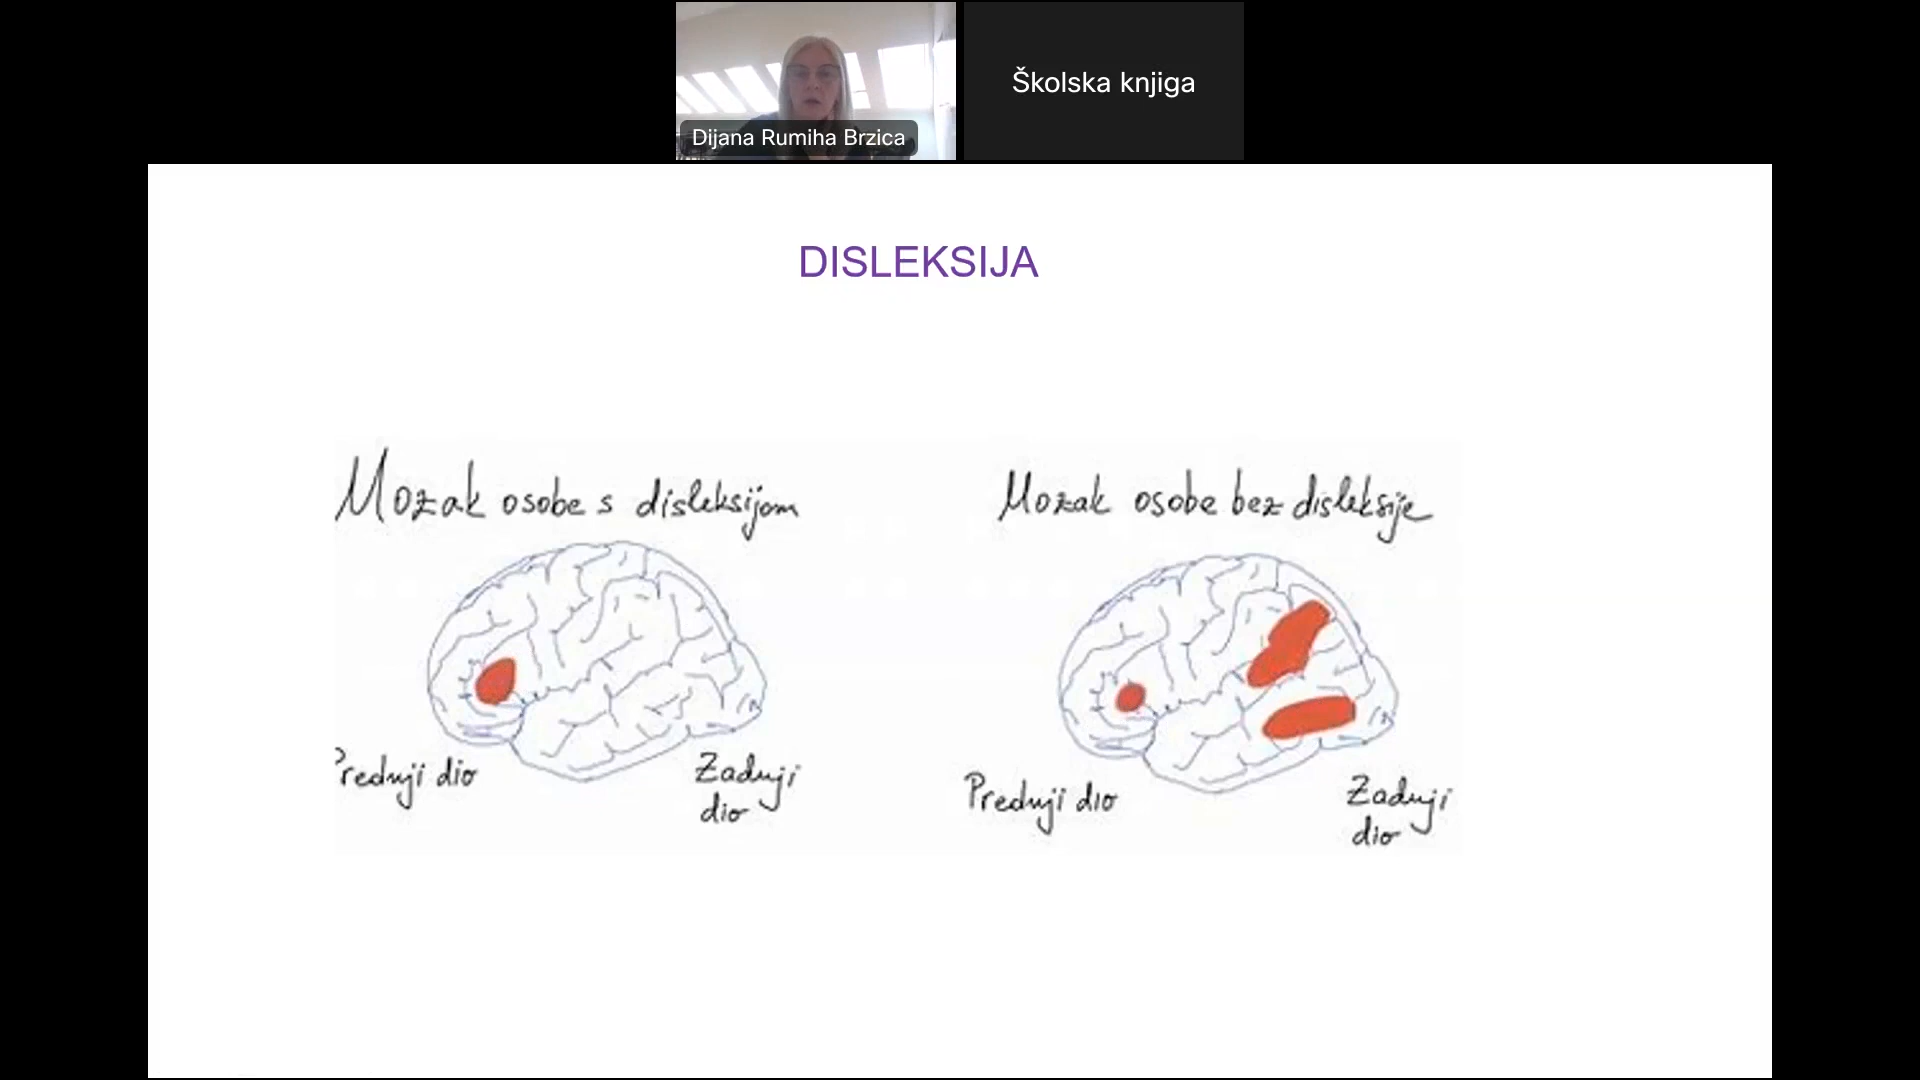 Dijana Rumiha Brzica
Školska knjiga
DISLEKSIJA
Mozak osobe s disleksijom
Mozak osobe bez disleksije
Prednji dio
Zadnji
dio
Prednji dio
Zadnji
dio